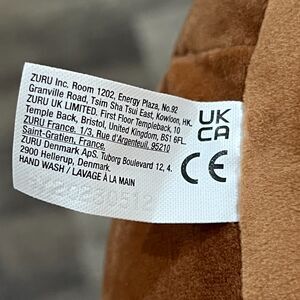 ZURU Inc. Room 1202, Energy Plaza, No.92
Granville Road, Tsim Sha Tsui East, Kowloon, HK.
ZURU UK LIMITED. First Floor Templeback, 10
Temple Back, Bristol, United Kingdom, BS1 6FL.
ZURU France. 1/3, Rue d'Argenteuil, 95210
Saint-Gratien, France.
ZURU Denmark ApS. Tuborg Boulevard 12, 4.
2900 Hellerup, Denmark.
HAND WASH / LAVAGE À LA MAIN
UK
CA
CE